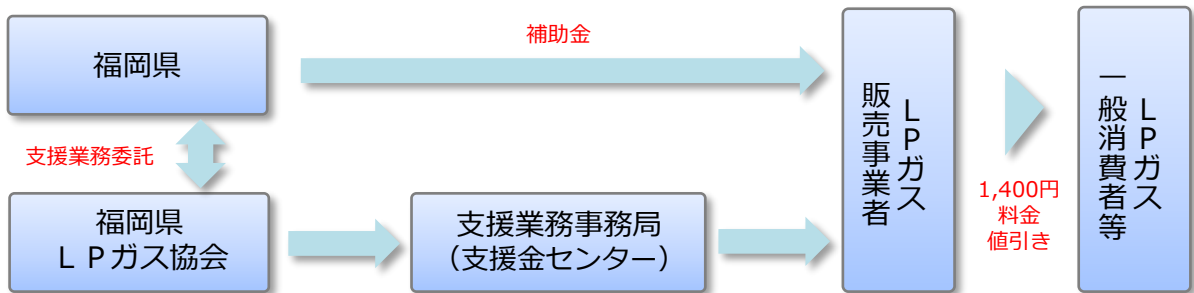 福岡県
補助金
支援業務委託
福岡県
ＬＰガス協会
支援業務事務局
（支援金センター）
ＬＰガス
販売事業者
1,400円
料金
値引き
ＬＰガス
一般消費者等